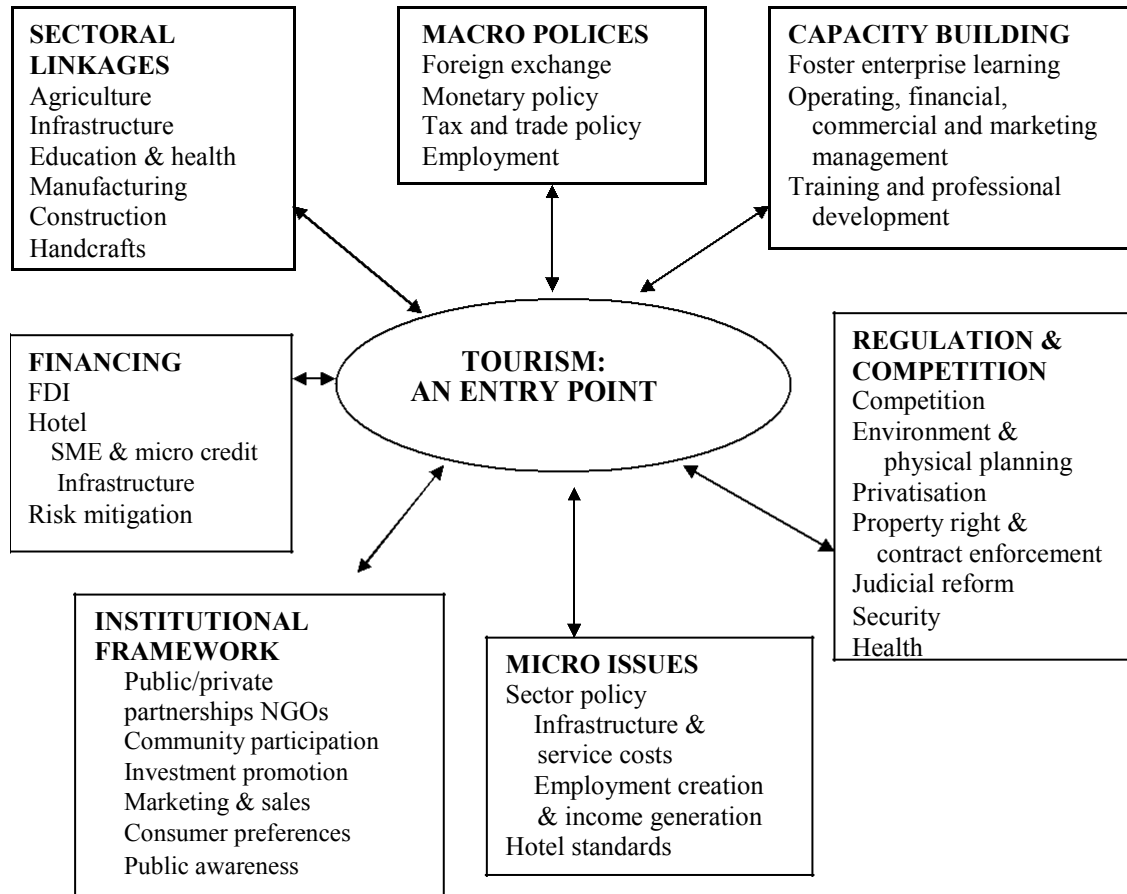 SECTORAL
LINKAGES
Agriculture
Infrastructure
Education & health
Manufacturing
Construction
Handcrafts
MACRO POLICES
Foreign exchange
Monetary policy
Tax and trade policy
Employment
CAPACITY BUILDING
Foster enterprise learning
Operating, financial,
commercial and marketing
management
Training and professional
development
FINANCING
FDI
Hotel
SME & micro credit
Infrastructure
Risk mitigation
TOURISM:
AN ENTRY POINT
REGULATION &
COMPETITION
Competition
Environment &
physical planning
Privatisation
Property right &
contract enforcement
Judicial reform
Security
Health
INSTITUTIONAL
FRAMEWORK
Public/private
partnerships NGOs
Community participation
Investment promotion
Marketing & sales
Consumer preferences
Public awareness
MICRO ISSUES
Sector policy
Infrastructure &
service costs
Employment creation
& income generation
Hotel standards